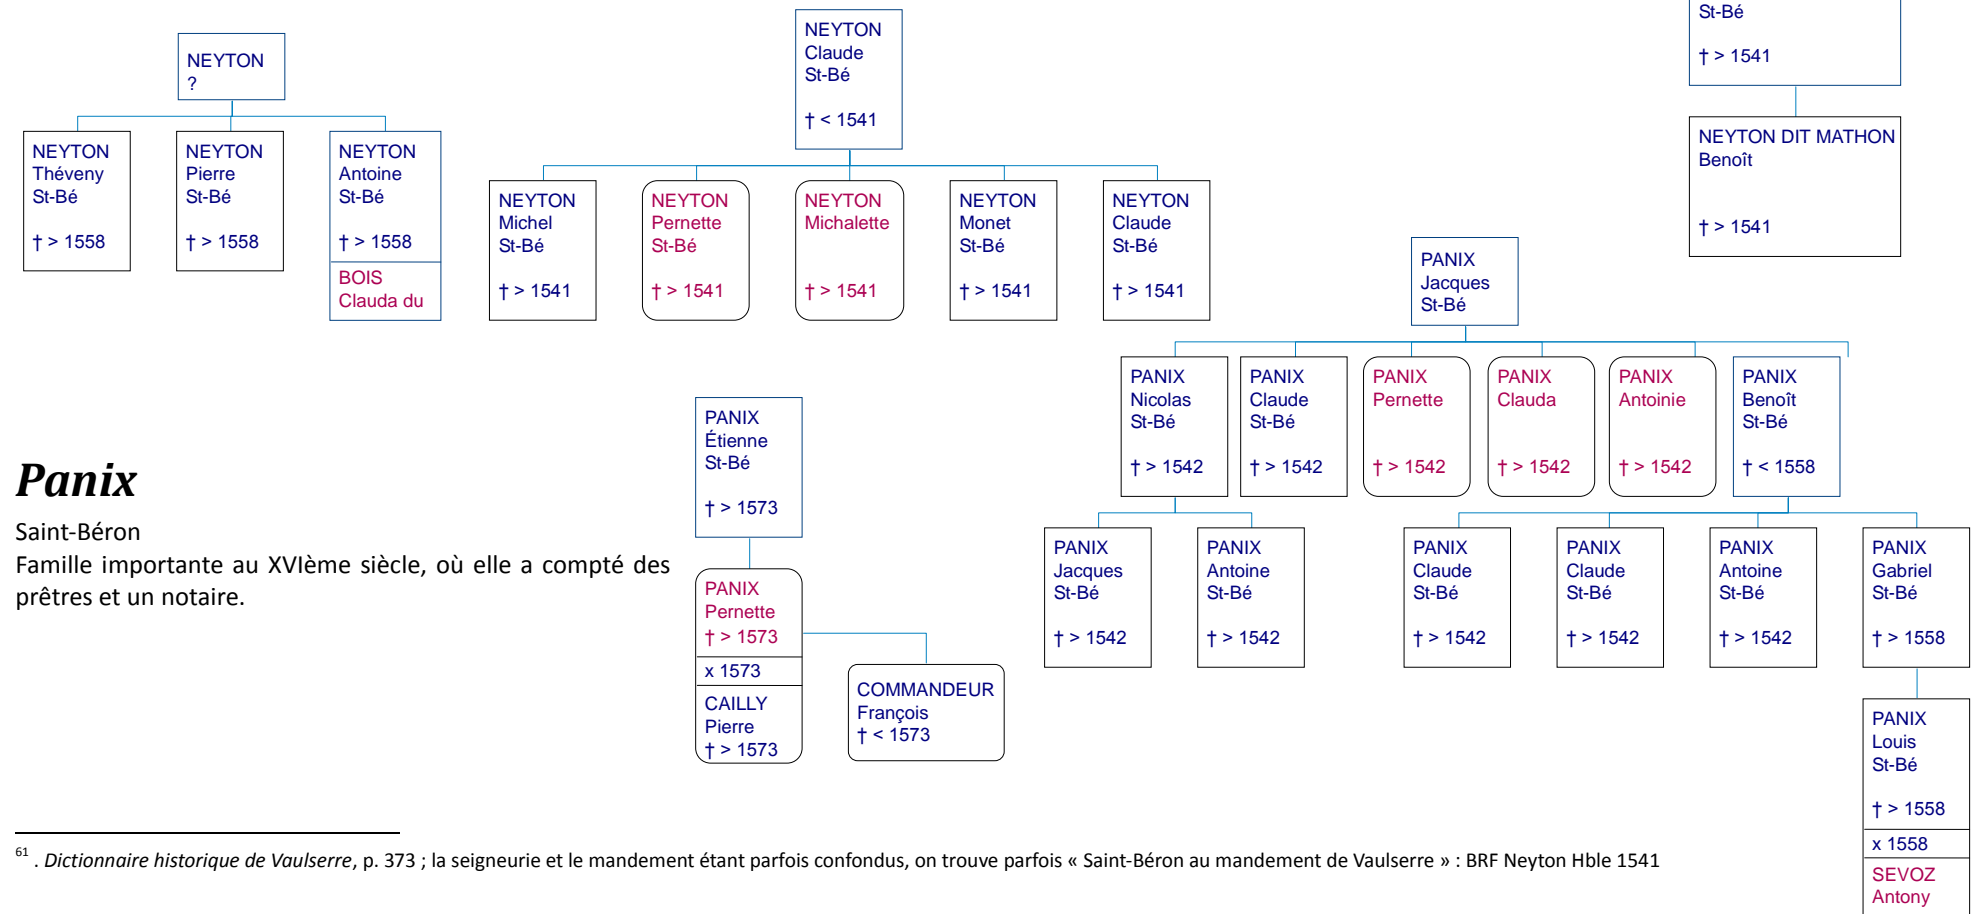 St-Bé
† > 1541
NEYTON DIT MATHON
Benoît
† > 1541
NEYTON
?
NEYTON
Théveny
St-Bé
† > 1558
NEYTON
Pierre
St-Bé
† > 1558
NEYTON
Antoine
St-Bé
† > 1558
BOIS
Clauda du
NEYTON
Claude
St-Bé
† < 1541
NEYTON
Michel
St-Bé
† > 1541
NEYTON
Pernette
St-Bé
† > 1541
NEYTON
Michalette
† > 1541
NEYTON
Monet
St-Bé
† > 1541
NEYTON
Claude
St-Bé
† > 1541
Panix
Saint-Béron
Famille importante au XVIème siècle, où elle a compté des
prêtres et un notaire.
PANIX
Étienne
St-Bé
† > 1573
PANIX
Pernette
† > 1573
x 1573
CAILLY
Pierre
† > 1573
COMMANDEUR
François
† < 1573
PANIX
Jacques
St-Bé
PANIX
Nicolas
St-Bé
† > 1542
PANIX
Claude
St-Bé
† > 1542
PANIX
Pernette
† > 1542
PANIX
Clauda
† > 1542
PANIX
Antoinie
† > 1542
PANIX
Benoît
St-Bé
† < 1558
PANIX
Jacques
St-Bé
† > 1542
PANIX
Antoine
St-Bé
† > 1542
PANIX
Claude
St-Bé
† > 1542
PANIX
Claude
St-Bé
† > 1542
PANIX
Antoine
St-Bé
† > 1542
PANIX
Gabriel
St-Bé
† > 1558
PANIX
Louis
St-Bé
† > 1558
x 1558
SEVOZ
Antony
61 . Dictionnaire historique de Vaulserre, p. 373 ; la seigneurie et le mandement étant parfois confondus, on trouve parfois « Saint-Béron au mandement de Vaulserre » : BRF Neyton Hble 1541